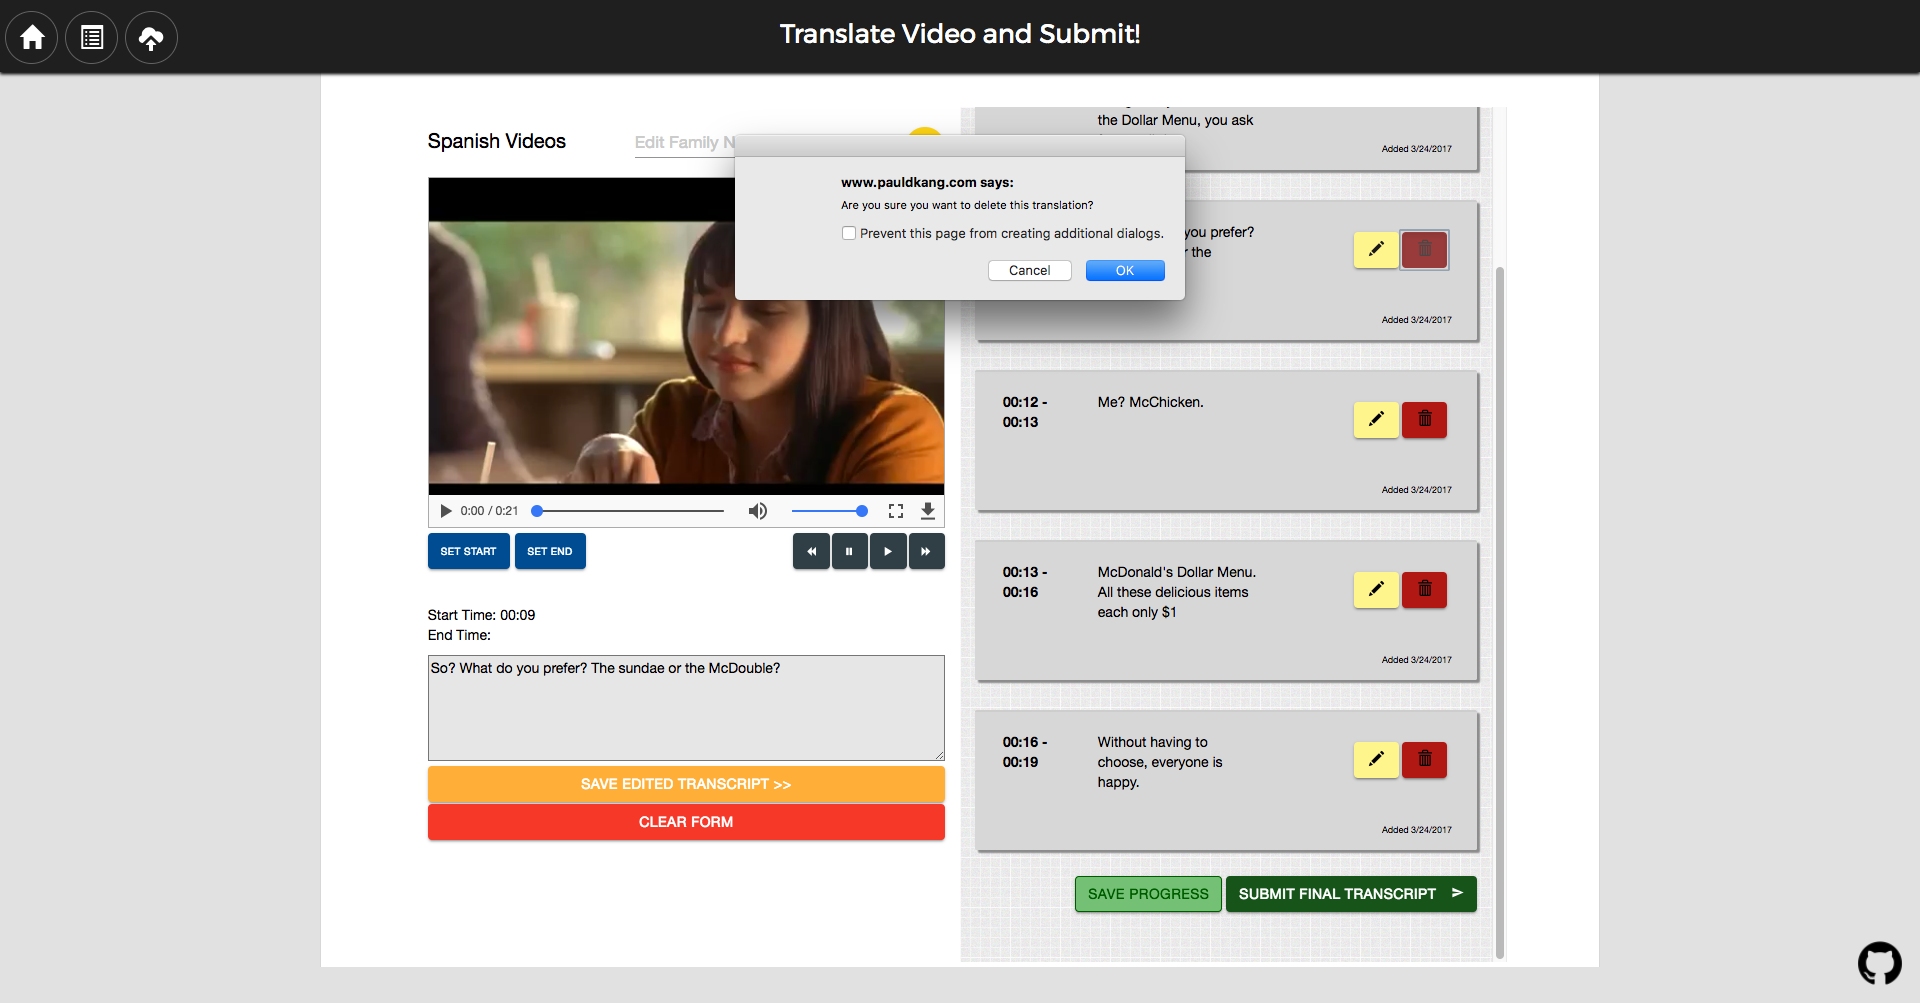 Translate Video and Submit!
Spanish Videos
Edit Family N
www.pauldkang.com says:
Are you sure you want to delete this translation?
Prevent this page from creating additional dialogs.
Cancel
OK
0:00 / 0:21
SET START
SET END
Start Time: 00:09
End Time:
So? What do you prefer? The sundae or the McDouble?
SAVE EDITED TRANSCRIPT >>
CLEAR FORM
the Dollar Menu, you ask
Added 3/24/2017
you prefer?
the
Added 3/24/2017
00:12 -
00:13
Me? McChicken.
Added 3/24/2017
00:13 -
00:16
McDonald's Dollar Menu.
All these delicious items
each only $1
Added 3/24/2017
00:16 -
00:19
Without having to
choose, everyone is
happy.
Added 3/24/2017
SAVE PROGRESS
SUBMIT FINAL TRANSCRIPT